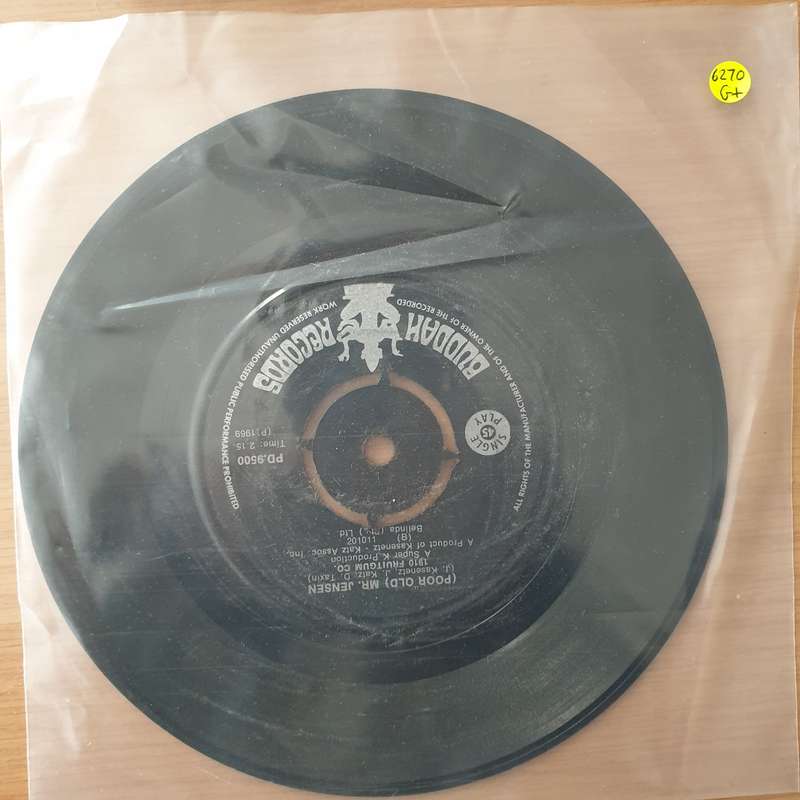 6270
G+
BUDDAH RECORDS
ALL RIGHTS OF THE MANUFACTURER AND OF THE OWNER OF THE RECORDED WORK RESERVED UNAUTHORISED PUBLIC PERFORMANCE PROHIBITED.
SINGLE
45
PLAY
PD.9500
Time: 2.15
(P) 1969
(POOR OLD) MR. JENSEN
(J. Kasenetz, J. Katz, D. Taxin)
1910 FRUITGUM CO.
A Super K Production
A Product of Kasenetz - Katz Assoc. Inc.
(B)
201011
Belinda Ltd